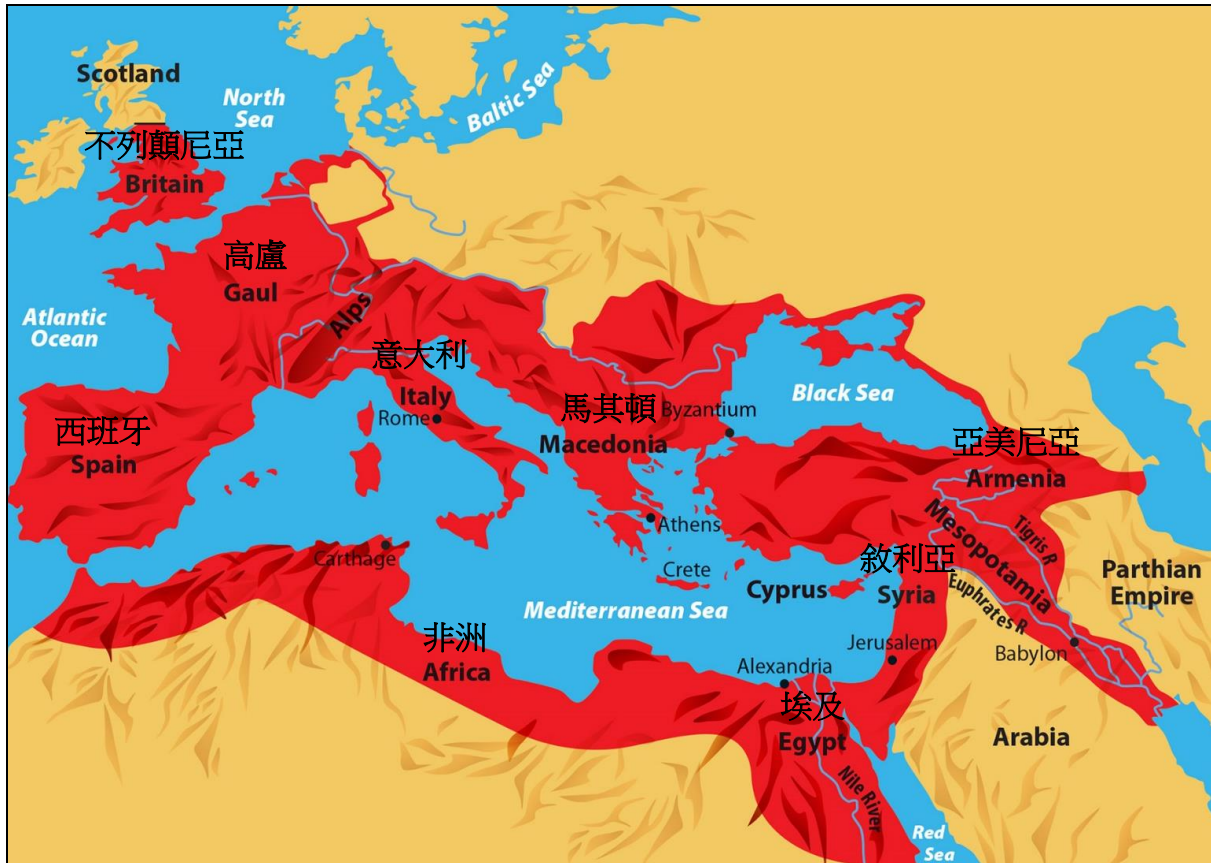 Scotland
North
Sea
Baltic Sea
不列顛尼亞
Britain
高盧
Gaul
Alps
Atlantic
Ocean
意大利
Italy
Rome
西班牙
Spain
馬其頓
Macedonia
Byzantium
Black Sea
亞美尼亞
Armenia
Athens
Carthage
Crete
Cyprus
敘利亞
Syria
Mesopotamia
Tigris R
Euphrates R
Parthian
Empire
Mediterranean Sea
非洲
Africa
Jerusalem
Babylon
Alexandria
埃及
Egypt
Nile River
Arabia
Red
Sea